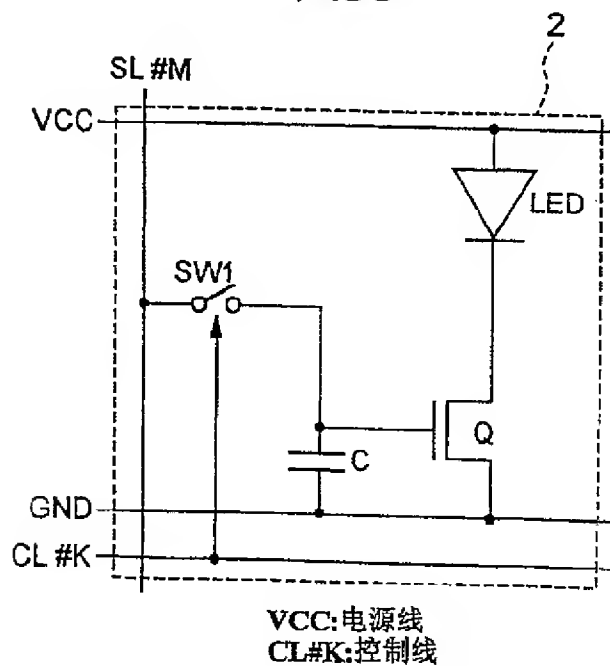 2
SL #M
VCC
LED
SW1
Q
C
GND
CL #K
VCC:电源线
CL#K:控制线